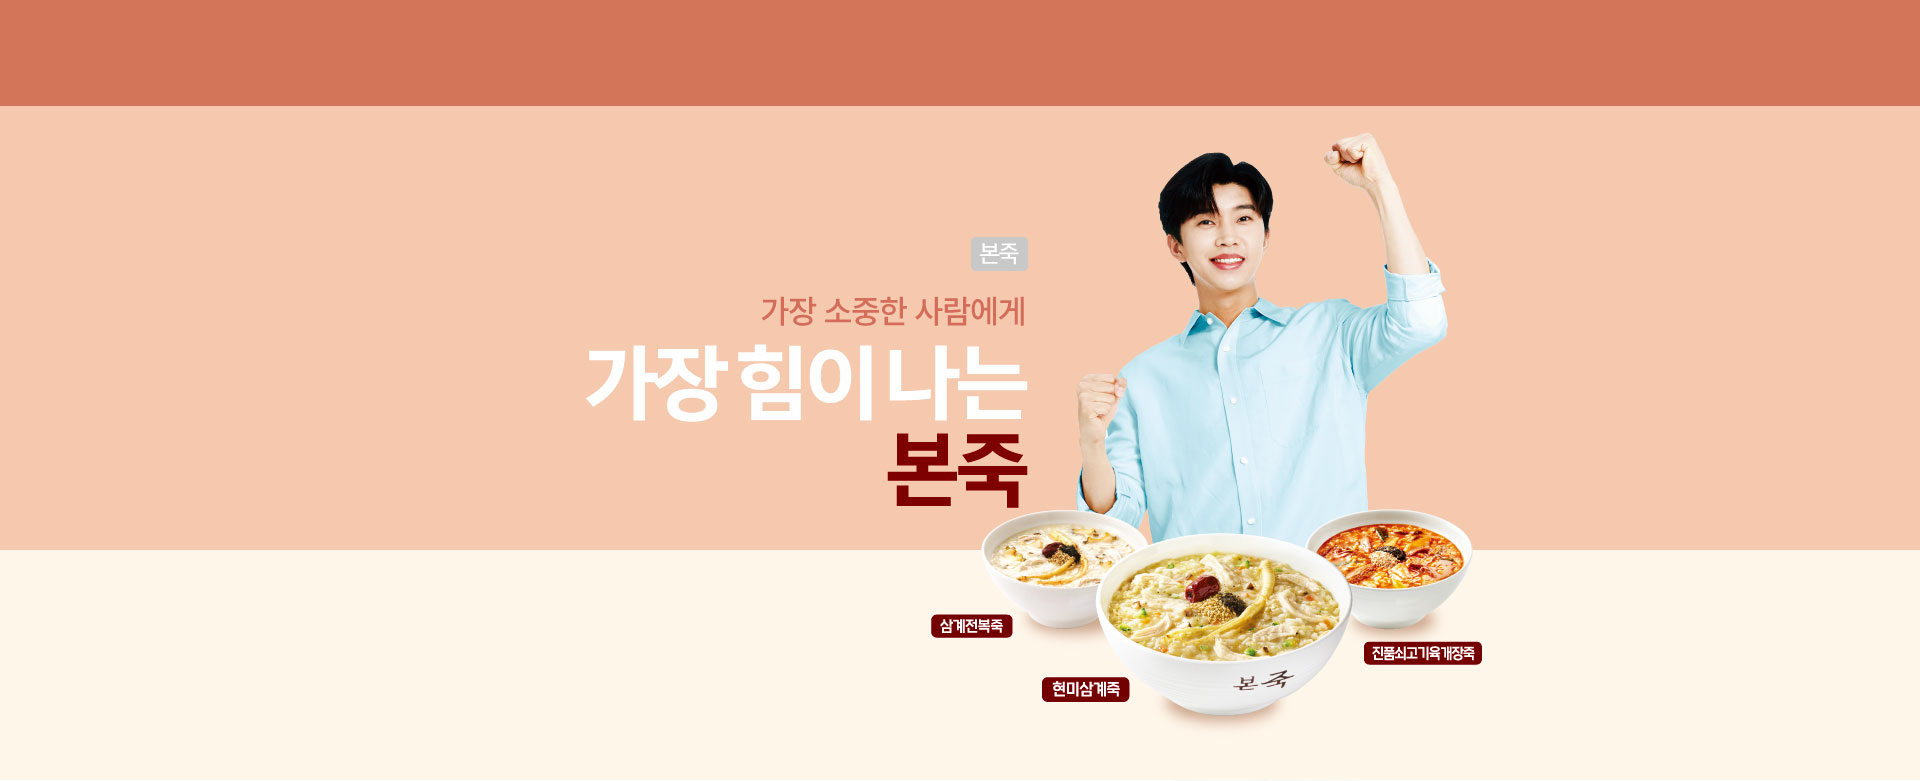 본죽
가장 소중한 사람에게
가장 힘이 나는
본죽
삼계전복죽
현미삼계죽
진품쇠고기육개장죽
본죽